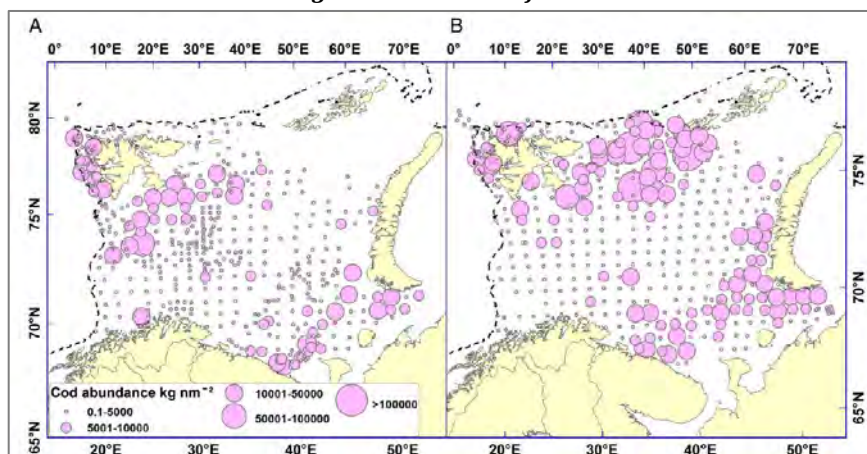 A
B
0° 10°E 20°E 30°E 40°E 50°E 60°E 70°E
0° 10°E 20°E 30°E 40°E 50°E 60°E 70°E
80°N
75°N
70°N
65°N
75°N
70°N
65°N
Cod abundance kg nm⁻²
0.1-5000
5001-10000
10001-50000
50001-100000
>100000
10°E 20°E 30°E 40°E 50°E
10°E 20°E 30°E 40°E 50°E